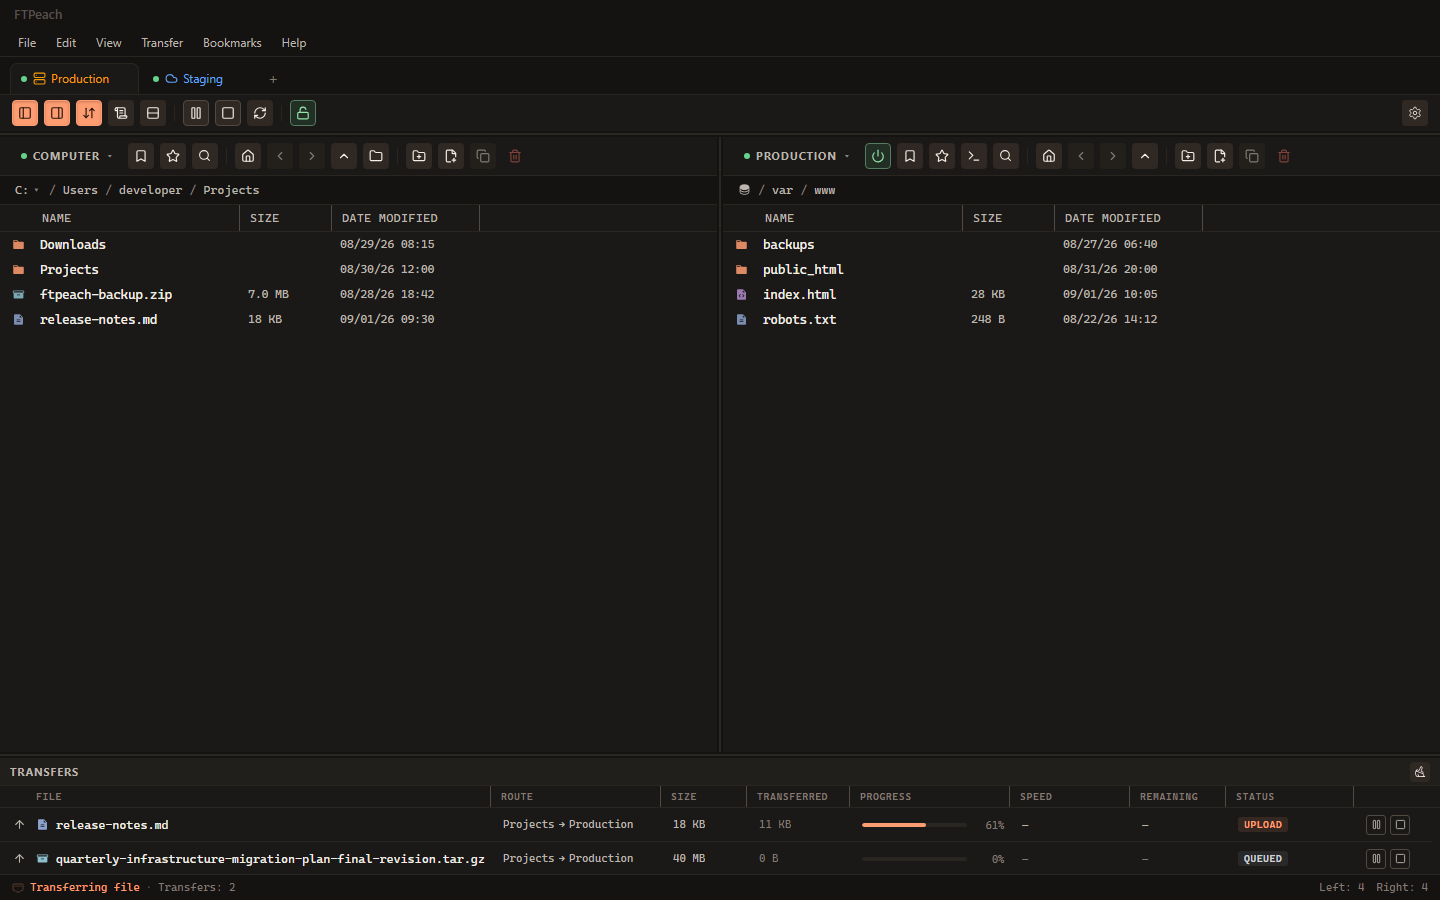 FTPeach
File Edit View Transfer Bookmarks Help
Production Staging +
COMPUTER PRODUCTION
C: / Users / developer / Projects / var / www
NAME SIZE DATE MODIFIED NAME SIZE DATE MODIFIED
Downloads 08/29/26 08:15 backups 08/27/26 06:40
Projects 08/30/26 12:00 public_html 08/31/26 20:00
ftpeach-backup.zip 7.0 MB 08/28/26 18:42 index.html 28 KB 09/01/26 10:05
release-notes.md 18 KB 09/01/26 09:30 robots.txt 248 B 08/22/26 14:12
TRANSFERS
FILE ROUTE SIZE TRANSFERRED PROGRESS SPEED REMAINING STATUS
release-notes.md Projects → Production 18 KB 11 KB 61% — — UPLOAD
quarterly-infrastructure-migration-plan-final-revision.tar.gz Projects → Production 40 MB 0 B 0% — — QUEUED
Transferring file · Transfers: 2 Left: 4 Right: 4